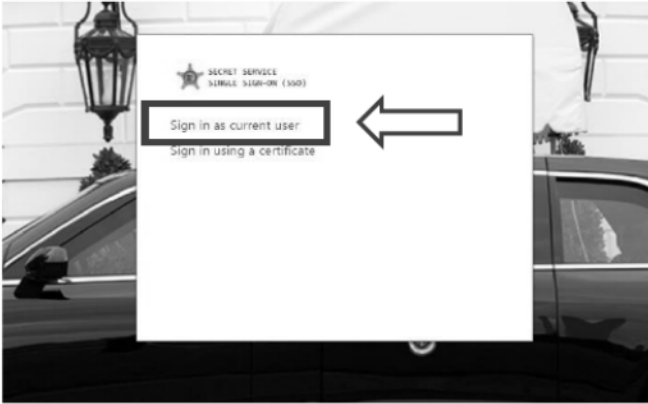 SECRET SERVICE
SINGLE SIGN-ON (SSO)
Sign in as current user
Sign in using a certificate